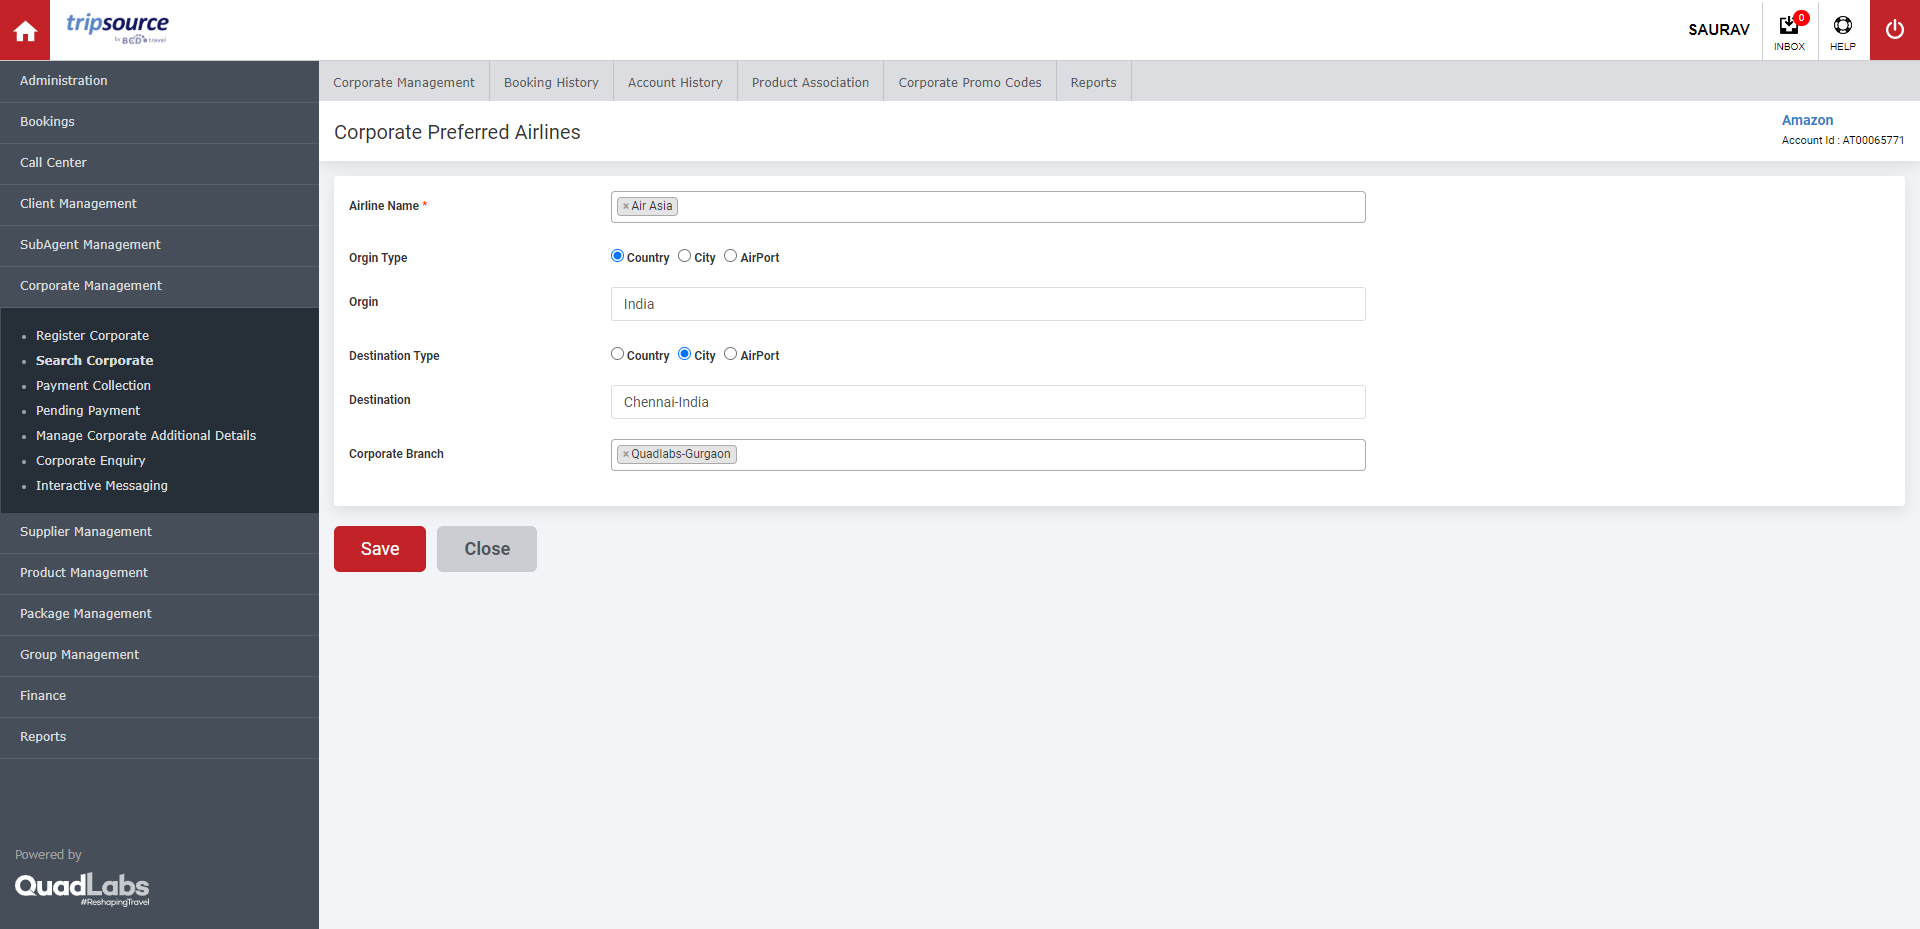 tripsource
by BCD travel
SAURAV
0
INBOX
HELP
Administration
Bookings
Call Center
Client Management
SubAgent Management
Corporate Management
Register Corporate
Search Corporate
Payment Collection
Pending Payment
Manage Corporate Additional Details
Corporate Enquiry
Interactive Messaging
Supplier Management
Product Management
Package Management
Group Management
Finance
Reports
Powered by
QuadLabs
#ReshapingTravel
Corporate Management
Booking History
Account History
Product Association
Corporate Promo Codes
Reports
Corporate Preferred Airlines
Amazon
Account Id : AT00065771
Airline Name *
×Air Asia
Orgin Type
Country City AirPort
Orgin
India
Destination Type
Country City AirPort
Destination
Chennai-India
Corporate Branch
×Quadlabs-Gurgaon
Save
Close